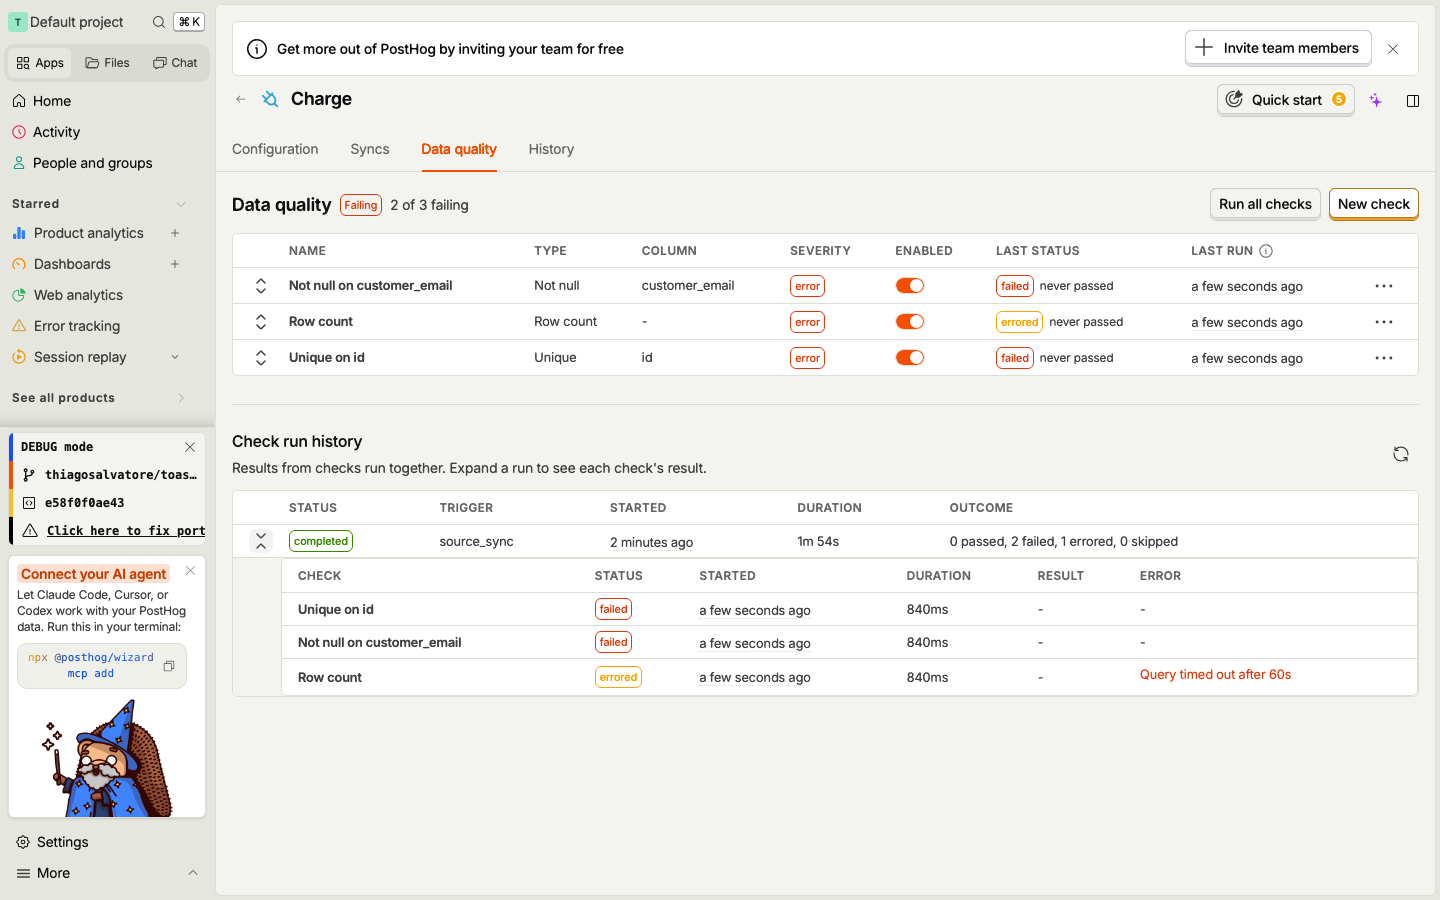 T Default project ⌘ K
Apps Files Chat
Home
Activity
People and groups
Starred
Product analytics
Dashboards
Web analytics
Error tracking
Session replay
See all products
DEBUG mode
thiagosalvatore/toas…
e58f0f0ae43
Click here to fix port
Connect your AI agent
Let Claude Code, Cursor, or
Codex work with your PostHog
data. Run this in your terminal:
npx @posthog/wizard
mcp add
Settings
More
Get more out of PostHog by inviting your team for free
Invite team members
Charge
Quick start 5
Configuration Syncs Data quality History
Data quality Failing 2 of 3 failing
Run all checks New check
NAME TYPE COLUMN SEVERITY ENABLED LAST STATUS LAST RUN
Not null on customer_email Not null customer_email error failed never passed a few seconds ago
Row count Row count - error errored never passed a few seconds ago
Unique on id Unique id error failed never passed a few seconds ago
Check run history
Results from checks run together. Expand a run to see each check's result.
STATUS TRIGGER STARTED DURATION OUTCOME
completed source_sync 2 minutes ago 1m 54s 0 passed, 2 failed, 1 errored, 0 skipped
CHECK STATUS STARTED DURATION RESULT ERROR
Unique on id failed a few seconds ago 840ms - -
Not null on customer_email failed a few seconds ago 840ms - -
Row count errored a few seconds ago 840ms - Query timed out after 60s